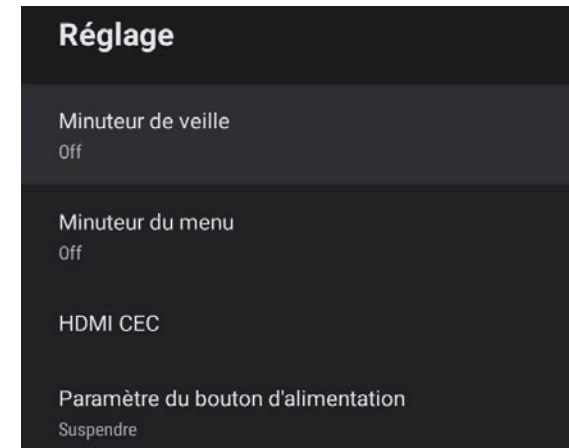 Réglage
Minuteur de veille
Off
Minuteur du menu
Off
HDMI CEC
Paramètre du bouton d'alimentation
Suspendre